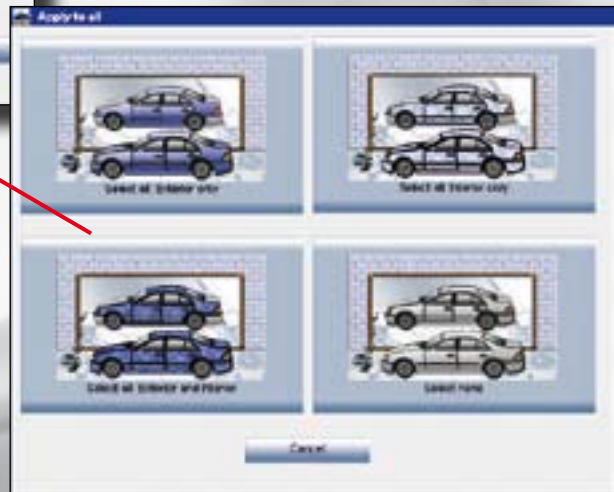 Apply to all
Select all Exterior only
Select all Interior only
Select all Exterior and Interior
Select none
Cancel